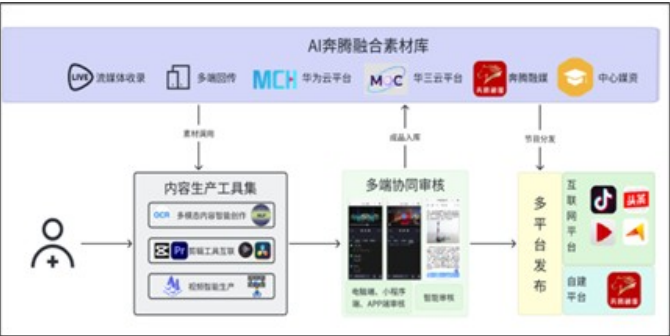 AI奔腾融合素材库
LIVE 流媒体收录 多端回传 MCH 华为云平台 MOC 华三云平台 奔腾融媒 中心媒资
素材调用 成品入库 节目分发
内容生产工具集
OCR 多模态内容智能创作
Pr 剪辑工具互联
AI 视频智能生产
多端协同审核
电脑端、小程序
端、APP端审核
智能审核
多平台发布
互联网平台
头条
自建
平台
奔腾融媒